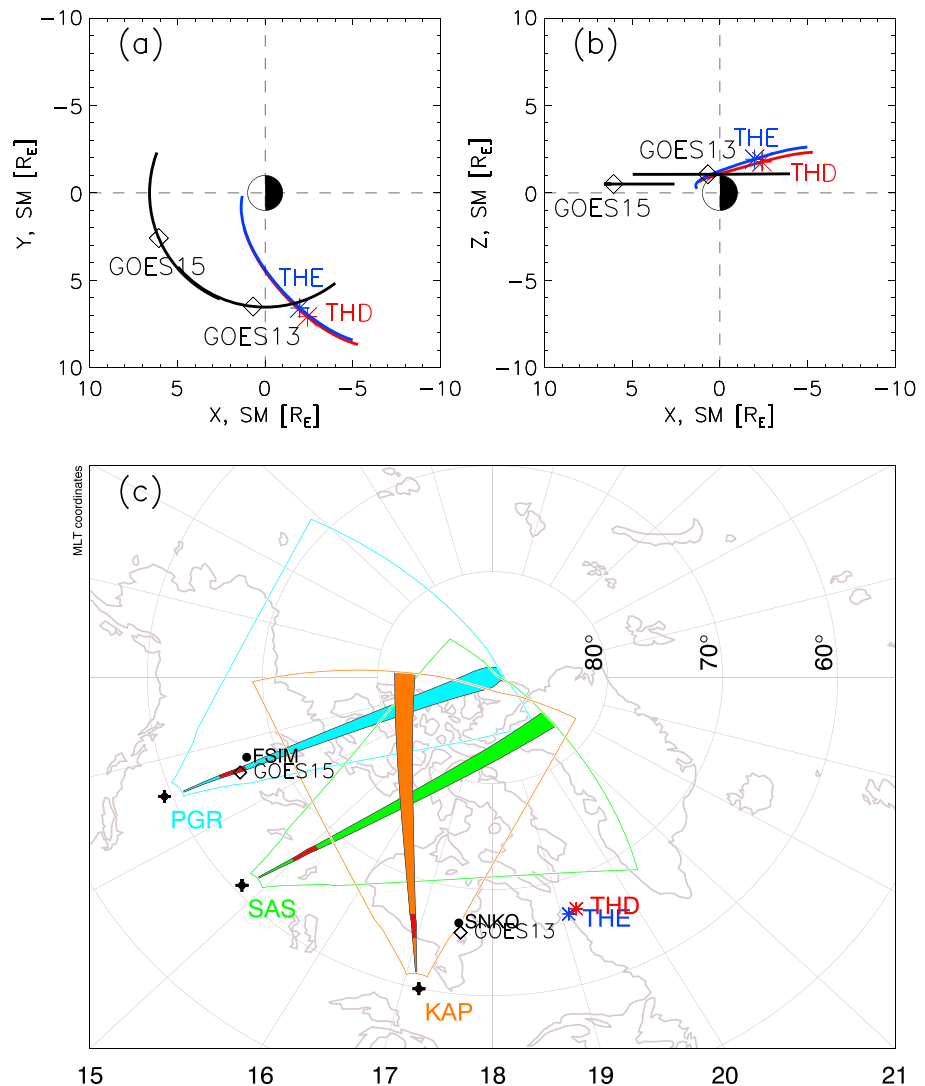 (a)
-10
-5
0
5
10
Y, SM [RE]
GOES15
THE
THD
GOES13
10 5 0 -5 -10
X, SM [RE]
(b)
10
5
0
5
10
Z, SM [RE]
THE
GOES13
THD
GOES15
10 5 0 -5 -10
X, SM [RE]
(c)
MLT coordinates
80° 70° 60°
FSIM
GOES15
PGR
SAS
THD
THE
SNKQ
GOES13
KAP
15 16 17 18 19 20 21